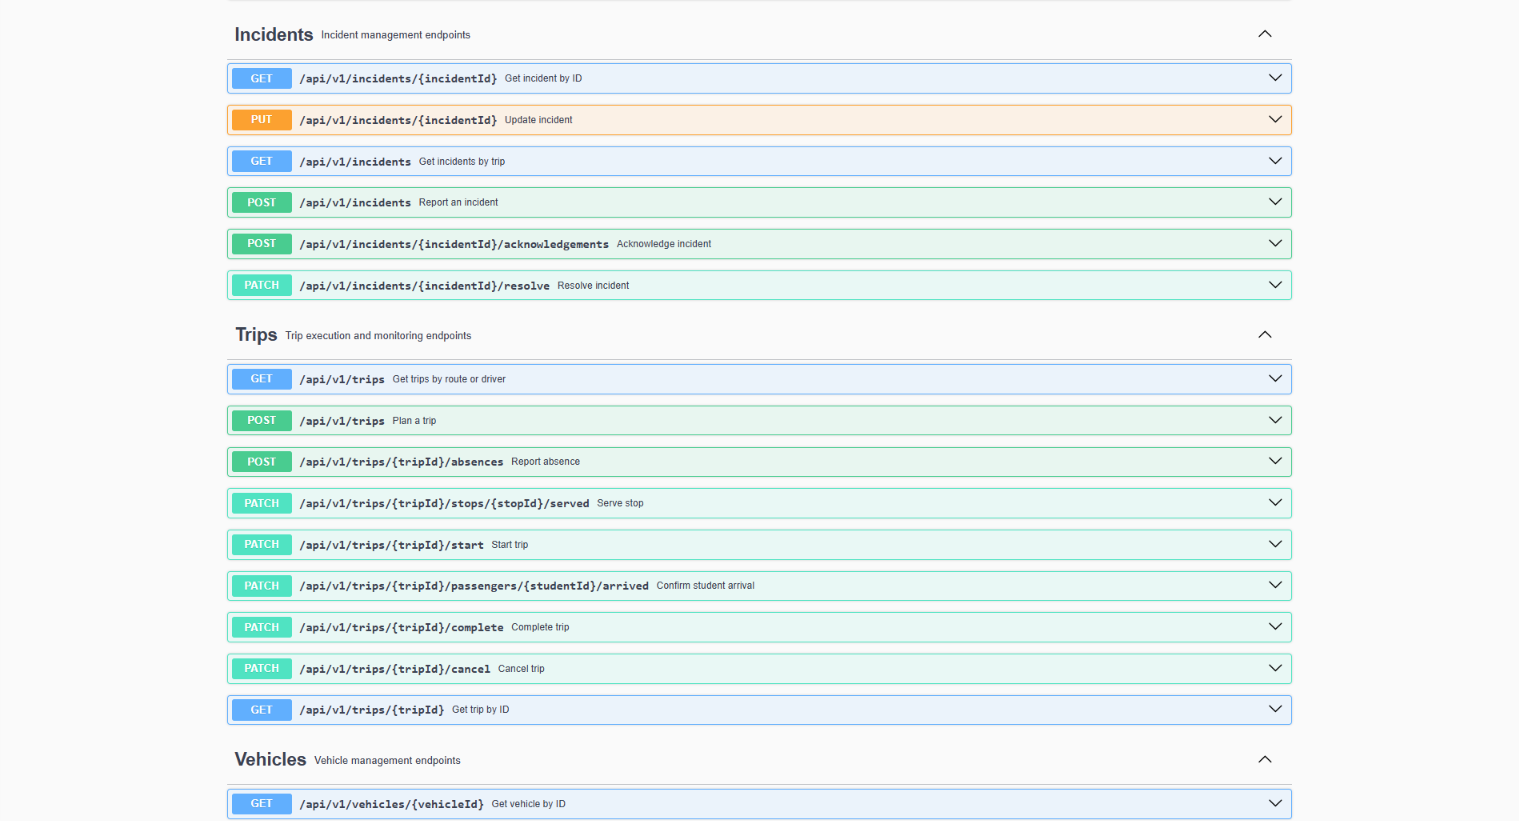 Incidents Incident management endpoints
GET /api/v1/incidents/{incidentId} Get incident by ID
PUT /api/v1/incidents/{incidentId} Update incident
GET /api/v1/incidents Get incidents by trip
POST /api/v1/incidents Report an incident
POST /api/v1/incidents/{incidentId}/acknowledgements Acknowledge incident
PATCH /api/v1/incidents/{incidentId}/resolve Resolve incident
Trips Trip execution and monitoring endpoints
GET /api/v1/trips Get trips by route or driver
POST /api/v1/trips Plan a trip
POST /api/v1/trips/{tripId}/absences Report absence
PATCH /api/v1/trips/{tripId}/stops/{stopId}/served Serve stop
PATCH /api/v1/trips/{tripId}/start Start trip
PATCH /api/v1/trips/{tripId}/passengers/{studentId}/arrived Confirm student arrival
PATCH /api/v1/trips/{tripId}/complete Complete trip
PATCH /api/v1/trips/{tripId}/cancel Cancel trip
GET /api/v1/trips/{tripId} Get trip by ID
Vehicles Vehicle management endpoints
GET /api/v1/vehicles/{vehicleId} Get vehicle by ID